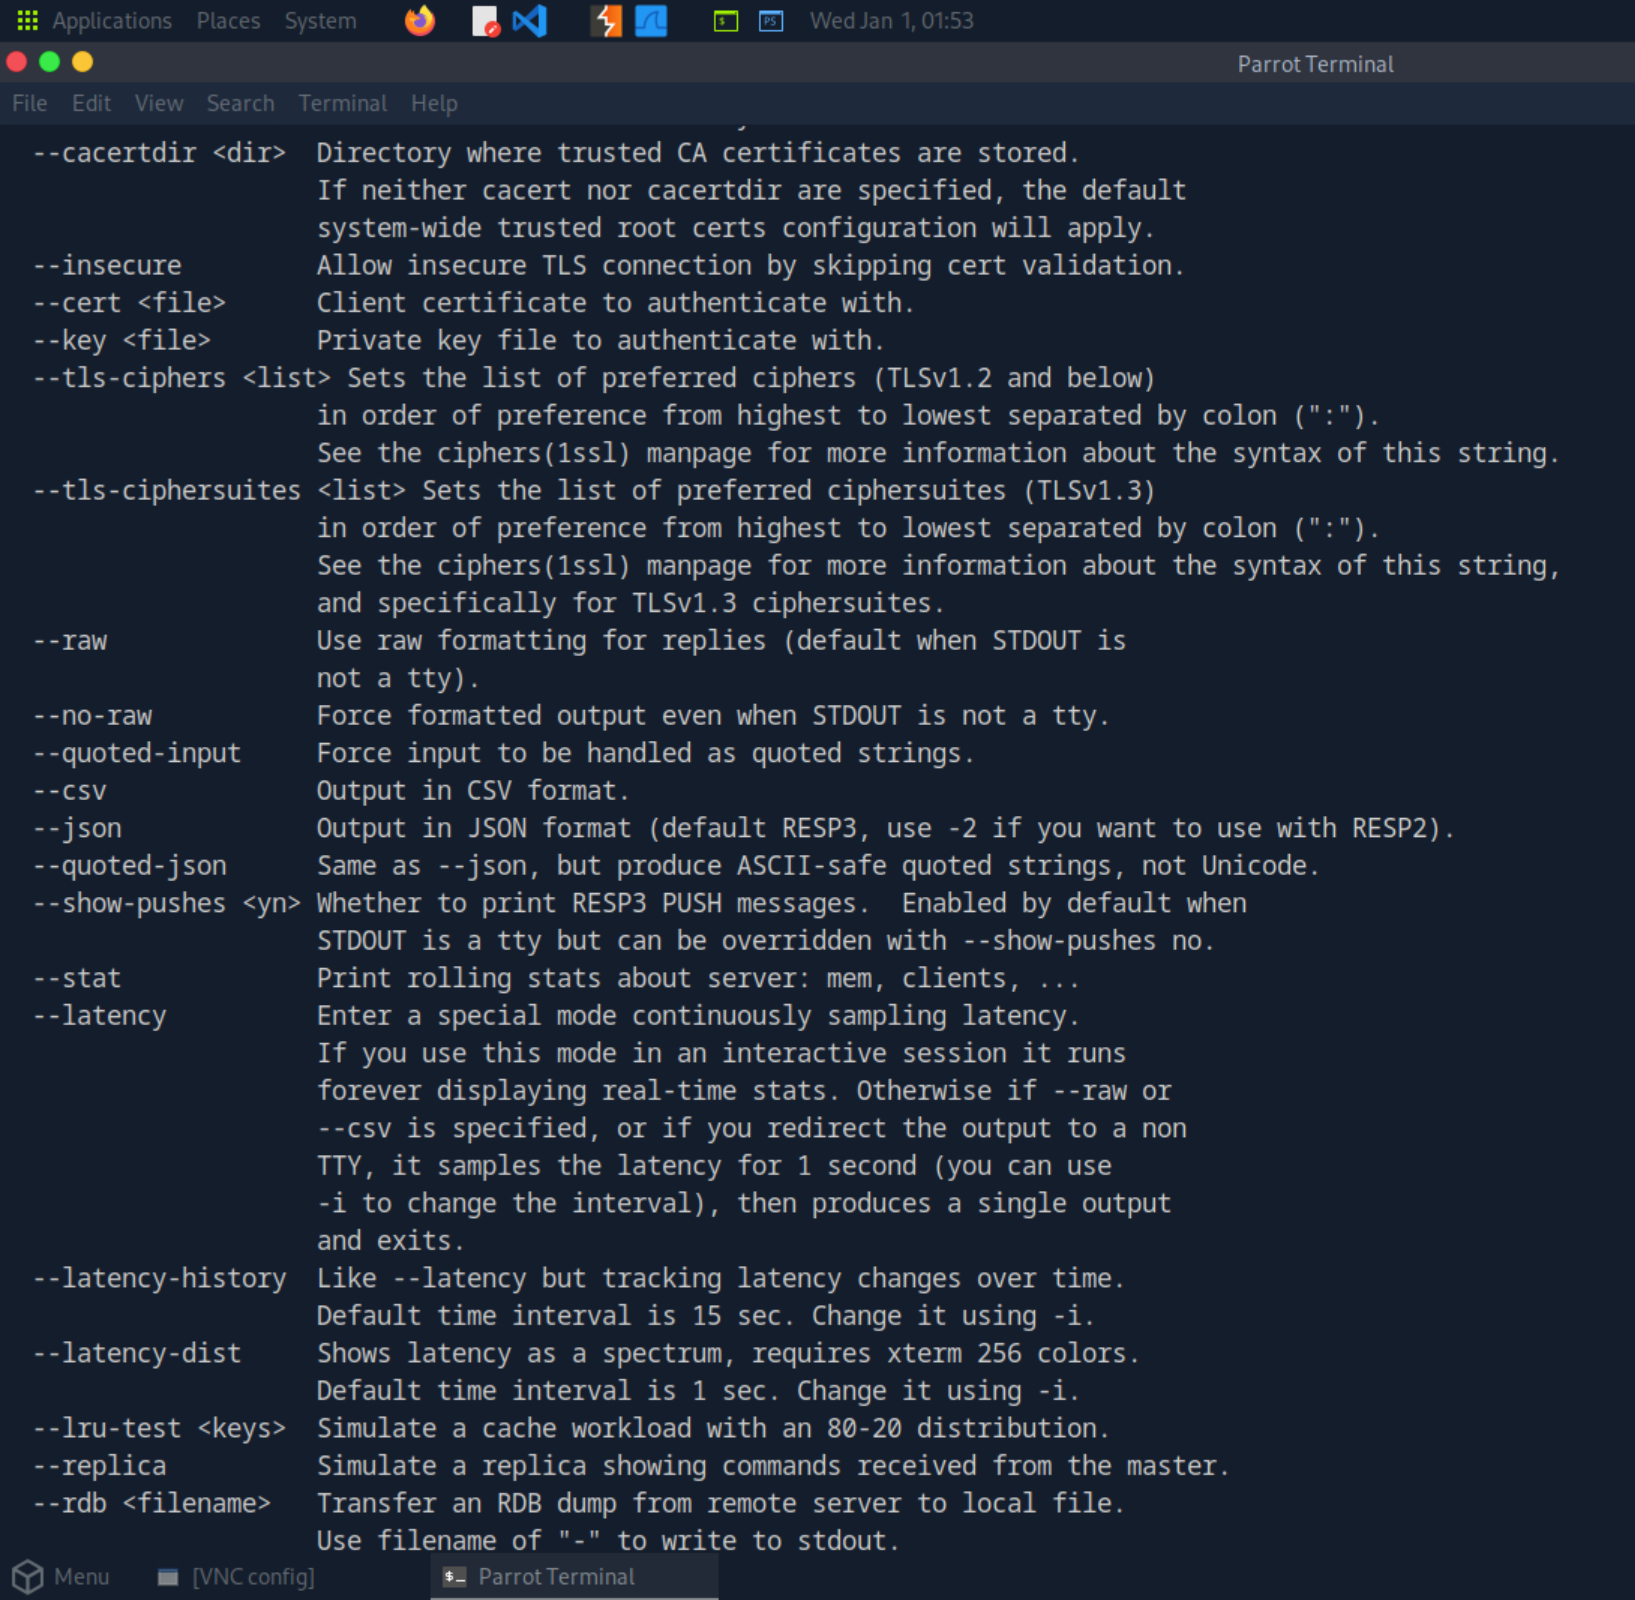 Applications Places System Wed Jan 1, 01:53
Parrot Terminal
File Edit View Search Terminal Help
--cacertdir <dir> Directory where trusted CA certificates are stored.
If neither cacert nor cacertdir are specified, the default
system-wide trusted root certs configuration will apply.
--insecure Allow insecure TLS connection by skipping cert validation.
--cert <file> Client certificate to authenticate with.
--key <file> Private key file to authenticate with.
--tls-ciphers <list> Sets the list of preferred ciphers (TLSv1.2 and below)
in order of preference from highest to lowest separated by colon (":").
See the ciphers(1ssl) manpage for more information about the syntax of this string.
--tls-ciphersuites <list> Sets the list of preferred ciphersuites (TLSv1.3)
in order of preference from highest to lowest separated by colon (":").
See the ciphers(1ssl) manpage for more information about the syntax of this string,
and specifically for TLSv1.3 ciphersuites.
--raw Use raw formatting for replies (default when STDOUT is
not a tty).
--no-raw Force formatted output even when STDOUT is not a tty.
--quoted-input Force input to be handled as quoted strings.
--csv Output in CSV format.
--json Output in JSON format (default RESP3, use -2 if you want to use with RESP2).
--quoted-json Same as --json, but produce ASCII-safe quoted strings, not Unicode.
--show-pushes <yn> Whether to print RESP3 PUSH messages. Enabled by default when
STDOUT is a tty but can be overridden with --show-pushes no.
--stat Print rolling stats about server: mem, clients, ...
--latency Enter a special mode continuously sampling latency.
If you use this mode in an interactive session it runs
forever displaying real-time stats. Otherwise if --raw or
--csv is specified, or if you redirect the output to a non
TTY, it samples the latency for 1 second (you can use
-i to change the interval), then produces a single output
and exits.
--latency-history Like --latency but tracking latency changes over time.
Default time interval is 15 sec. Change it using -i.
--latency-dist Shows latency as a spectrum, requires xterm 256 colors.
Default time interval is 1 sec. Change it using -i.
--lru-test <keys> Simulate a cache workload with an 80-20 distribution.
--replica Simulate a replica showing commands received from the master.
--rdb <filename> Transfer an RDB dump from remote server to local file.
Use filename of "-" to write to stdout.
Menu [VNC config] Parrot Terminal